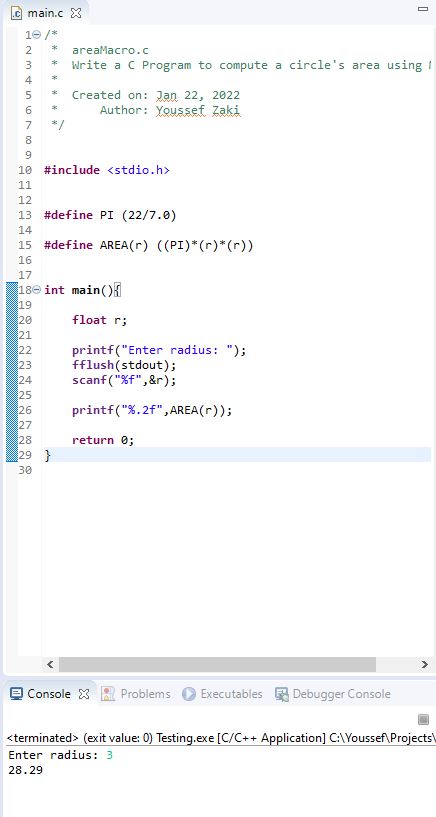 main.c
1 /*
2  *  areaMacro.c
3  *  Write a C Program to compute a circle's area using
4  *
5  *  Created on: Jan 22, 2022
6  *      Author: Youssef Zaki
7  */
8
9
10 #include <stdio.h>
11
12
13 #define PI (22/7.0)
14
15 #define AREA(r) ((PI)*(r)*(r))
16
17
18 int main(){
19
20     float r;
21
22     printf("Enter radius: ");
23     fflush(stdout);
24     scanf("%f",&r);
25
26     printf("%.2f",AREA(r));
27
28     return 0;
29 }
30
Console Problems Executables Debugger Console
<terminated> (exit value: 0) Testing.exe [C/C++ Application] C:\Youssef\Projects\
Enter radius: 3
28.29